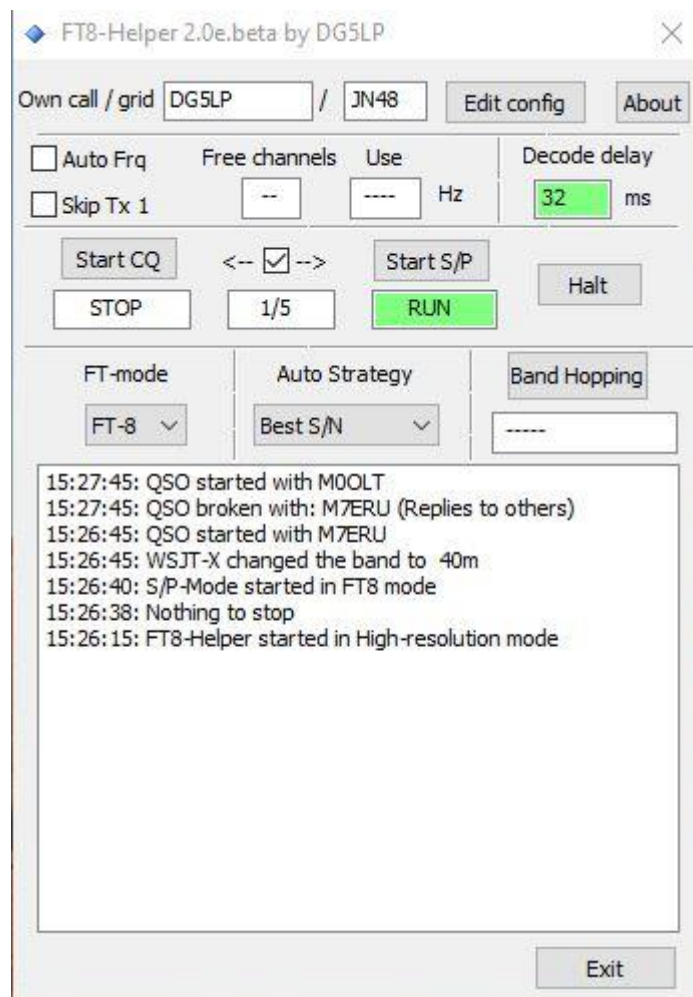 FT8-Helper 2.0e.beta by DG5LP
Own call / grid DG5LP / JN48 Edit config About
Auto Frq Free channels Use Decode delay
Skip Tx 1 -- ---- Hz 32 ms
Start CQ <-- --> Start S/P Halt
STOP 1/5 RUN
FT-mode Auto Strategy Band Hopping
FT-8 Best S/N -----
15:27:45: QSO started with M0OLT
15:27:45: QSO broken with: M7ERU (Replies to others)
15:26:45: QSO started with M7ERU
15:26:45: WSJT-X changed the band to 40m
15:26:40: S/P-Mode started in FT8 mode
15:26:38: Nothing to stop
15:26:15: FT8-Helper started in High-resolution mode
Exit